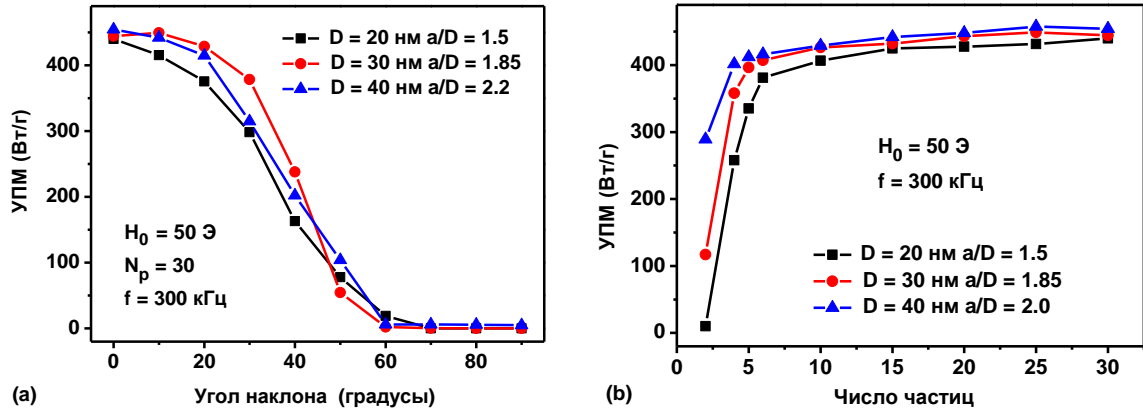 УПМ (Вт/г)
400
300
200
100
0
D = 20 нм a/D = 1.5
D = 30 нм a/D = 1.85
D = 40 нм a/D = 2.2
H0 = 50 Э
Np = 30
f = 300 кГц
0 20 40 60 80
Угол наклона (градусы)
(a)
УПМ (Вт/г)
400
300
200
100
0
H0 = 50 Э
f = 300 кГц
D = 20 нм a/D = 1.5
D = 30 нм a/D = 1.85
D = 40 нм a/D = 2.0
0 5 10 15 20 25 30
Число частиц
(b)